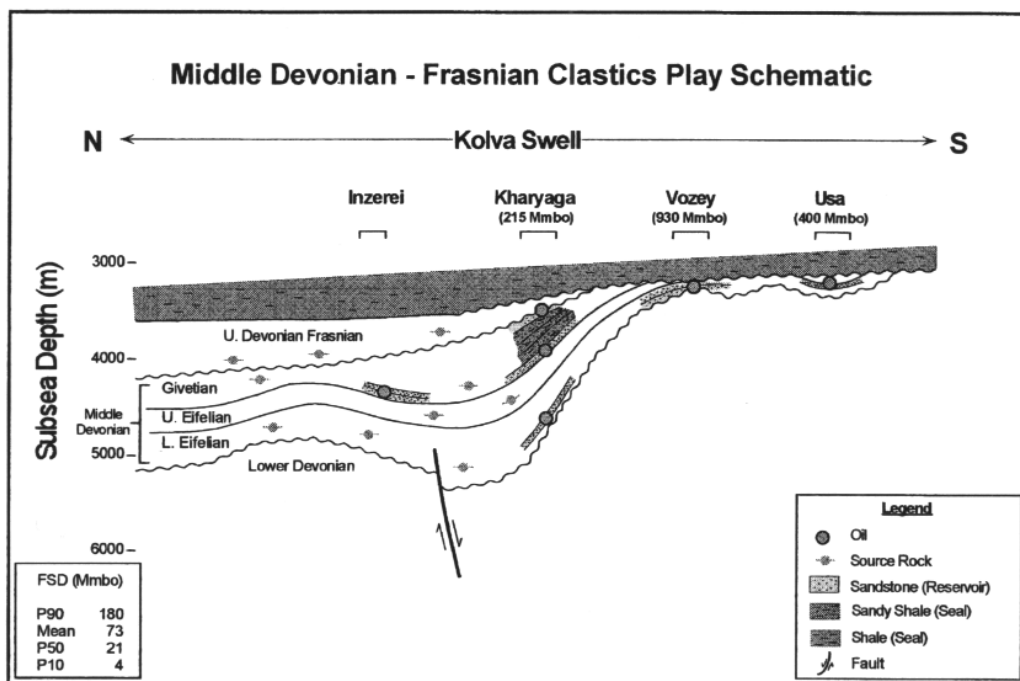 Middle Devonian - Frasnian Clastics Play Schematic
N
Kolva Swell
S
Inzerei
Kharyaga
(215 Mmbo)
Vozey
(930 Mmbo)
Usa
(400 Mmbo)
Subsea Depth (m)
3000
4000
5000
6000
U. Devonian Frasnian
Givetian
Middle
Devonian
U. Eifelian
L. Eifelian
Lower Devonian
FSD (Mmbo)
P90 180
Mean 73
P50 21
P10 4
Legend
Oil
Source Rock
Sandstone (Reservoir)
Sandy Shale (Seal)
Shale (Seal)
Fault